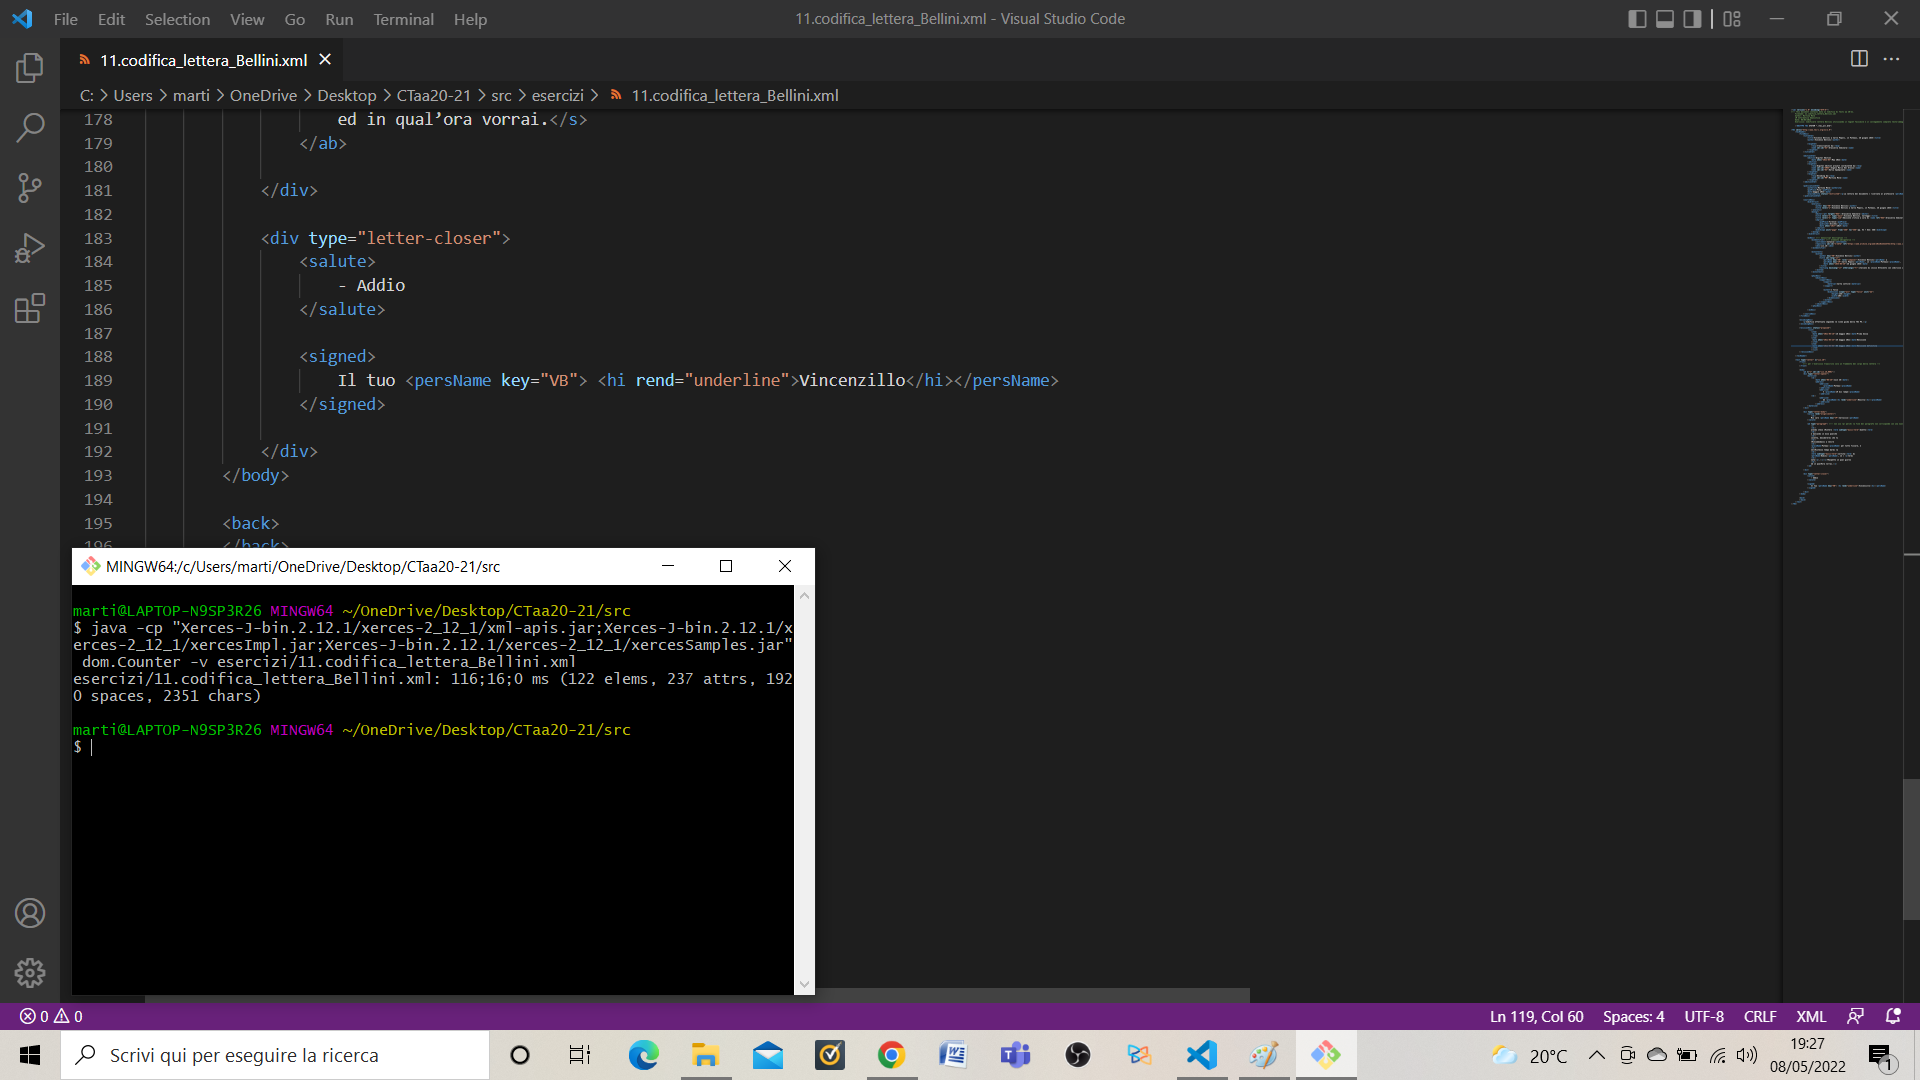 File Edit Selection View Go Run Terminal Help
11.codifica_lettera_Bellini.xml - Visual Studio Code
11.codifica_lettera_Bellini.xml
C: > Users > marti > OneDrive > Desktop > CTaa20-21 > src > esercizi > 11.codifica_lettera_Bellini.xml
178 ed in qual’ora vorrai.</s>
179 </ab>
180
181 </div>
182
183 <div type="letter-closer">
184 <salute>
185 - Addio
186 </salute>
187
188 <signed>
189 Il tuo <persName key="VB"> <hi rend="underline">Vincenzillo</hi></persName>
190 </signed>
191
192 </div>
193 </body>
194
195 <back>
196 </back>
MINGW64:/c/Users/marti/OneDrive/Desktop/CTaa20-21/src
marti@LAPTOP-N9SP3R26 MINGW64 ~/OneDrive/Desktop/CTaa20-21/src
$ java -cp "Xerces-J-bin.2.12.1/xerces-2_12_1/xml-apis.jar;Xerces-J-bin.2.12.1/x
erces-2_12_1/xercesImpl.jar;Xerces-J-bin.2.12.1/xerces-2_12_1/xercesSamples.jar"
dom.Counter -v esercizi/11.codifica_lettera_Bellini.xml
esercizi/11.codifica_lettera_Bellini.xml: 116;16;0 ms (122 elems, 237 attrs, 192
0 spaces, 2351 chars)
marti@LAPTOP-N9SP3R26 MINGW64 ~/OneDrive/Desktop/CTaa20-21/src
$
0 0
Ln 119, Col 60 Spaces: 4 UTF-8 CRLF XML
Scrivi qui per eseguire la ricerca
20°C
19:27
08/05/2022
1